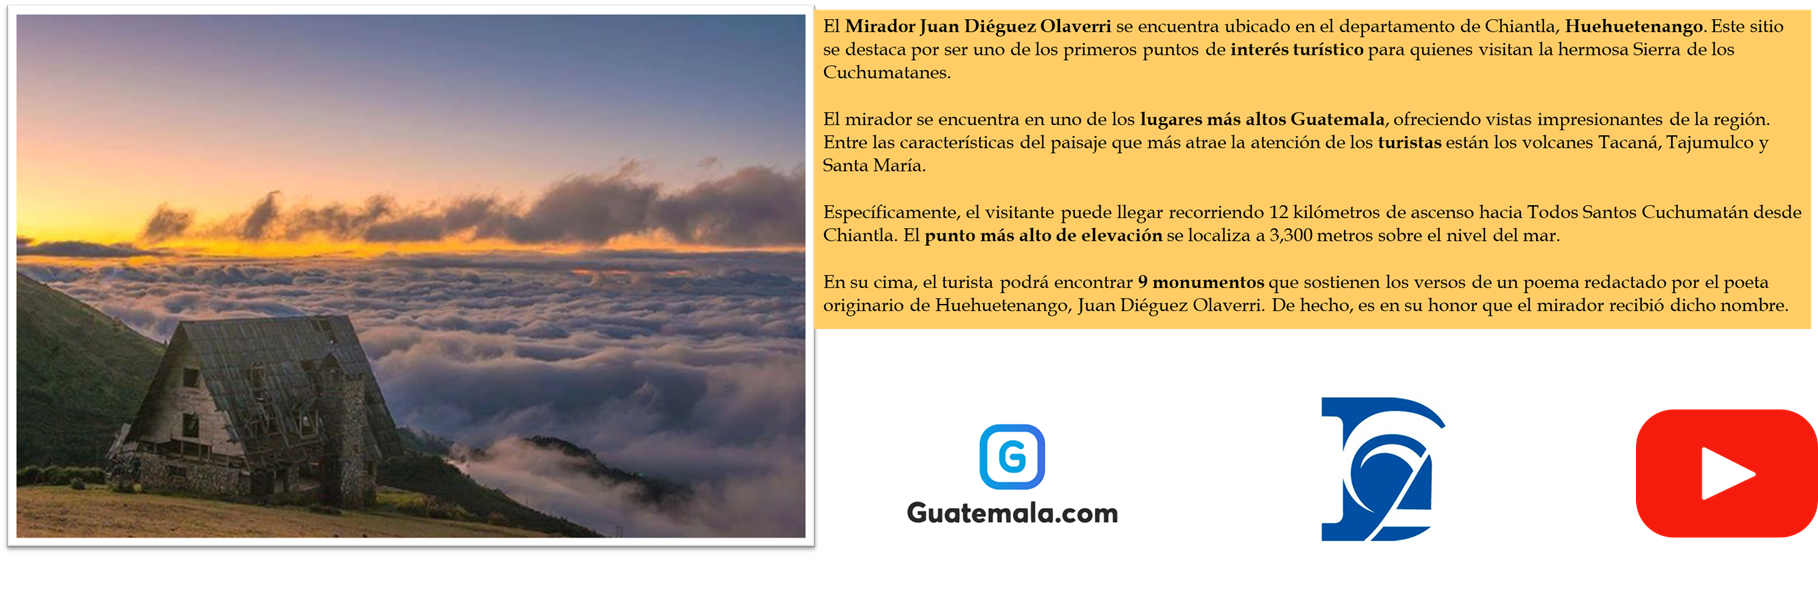 El Mirador Juan Diéguez Olaverri se encuentra ubicado en el departamento de Chiantla, Huehuetenango. Este sitio
se destaca por ser uno de los primeros puntos de interés turístico para quienes visitan la hermosa Sierra de los
Cuchumatanes.
El mirador se encuentra en uno de los lugares más altos Guatemala, ofreciendo vistas impresionantes de la región.
Entre las características del paisaje que más atrae la atención de los turistas están los volcanes Tacaná, Tajumulco y
Santa María.
Específicamente, el visitante puede llegar recorriendo 12 kilómetros de ascenso hacia Todos Santos Cuchumatán desde
Chiantla. El punto más alto de elevación se localiza a 3,300 metros sobre el nivel del mar.
En su cima, el turista podrá encontrar 9 monumentos que sostienen los versos de un poema redactado por el poeta
originario de Huehuetenango, Juan Diéguez Olaverri. De hecho, es en su honor que el mirador recibió dicho nombre.
G
Guatemala.com